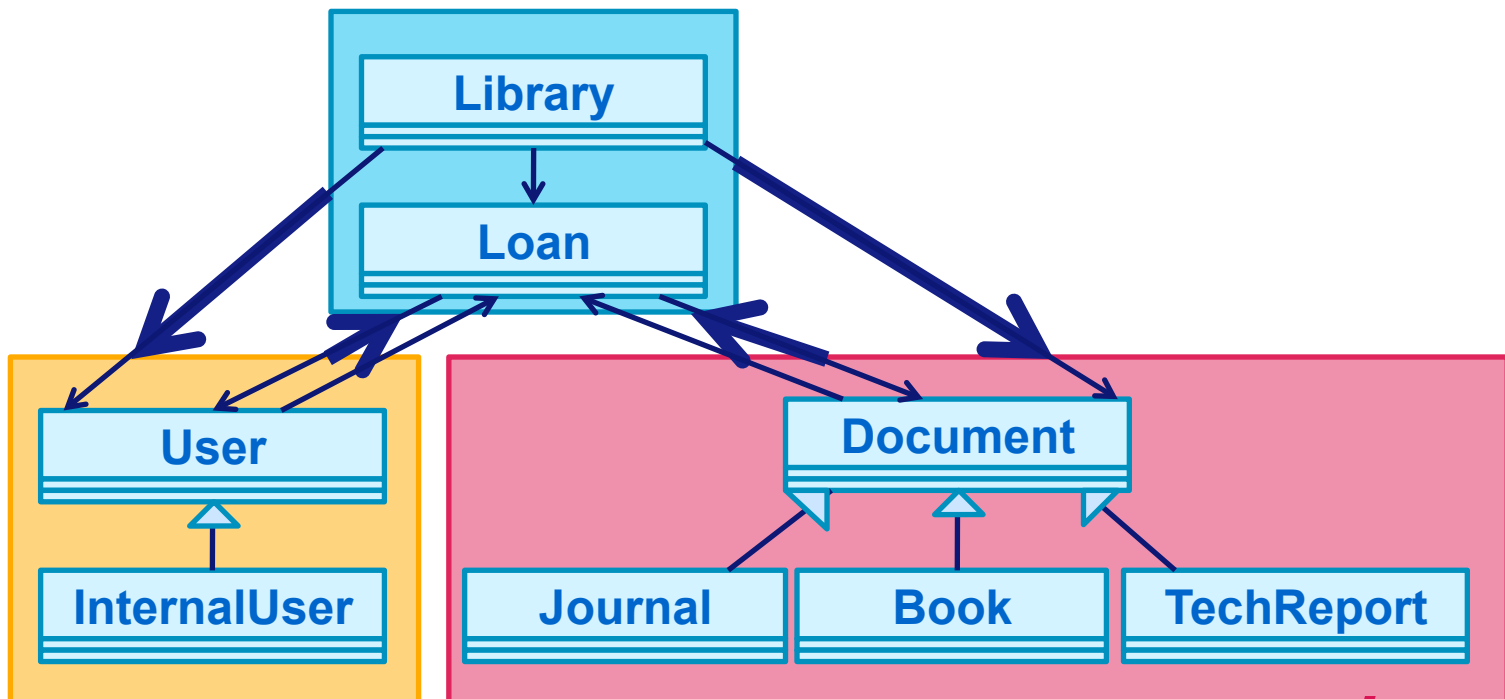 Library
Loan
User
Document
InternalUser
Journal
Book
TechReport